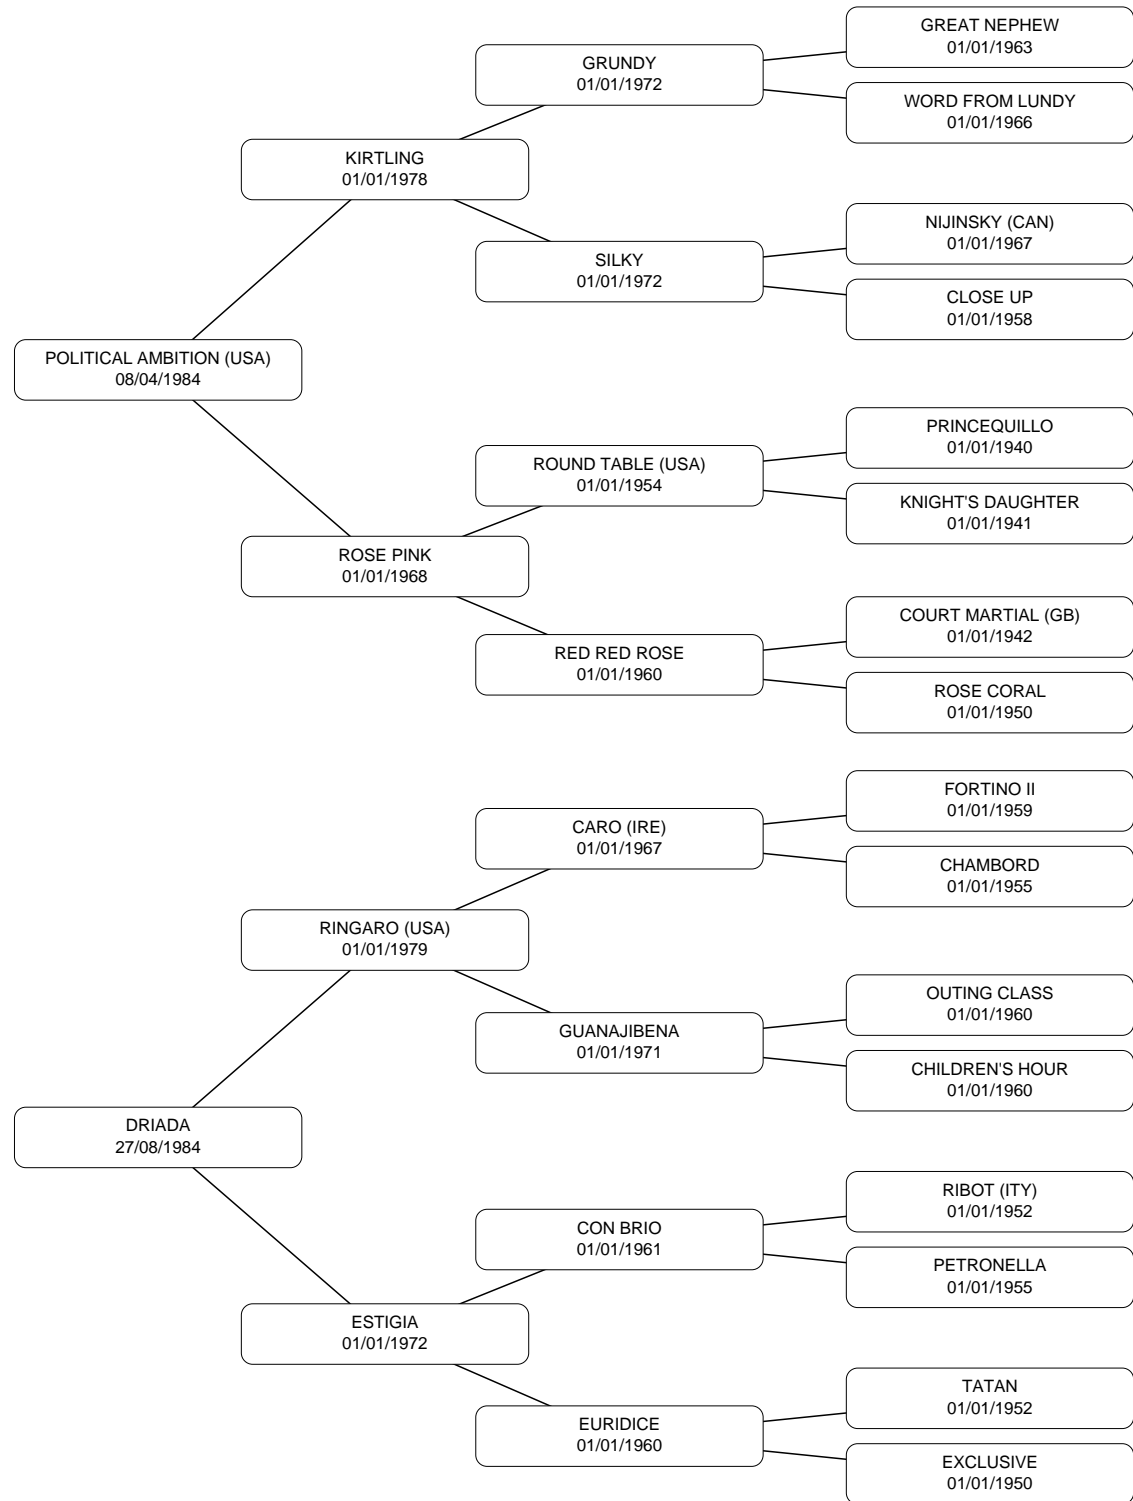 GREAT NEPHEW
01/01/1963
GRUNDY
01/01/1972
WORD FROM LUNDY
01/01/1966
KIRTLING
01/01/1978
NIJINSKY (CAN)
01/01/1967
SILKY
01/01/1972
CLOSE UP
01/01/1958
POLITICAL AMBITION (USA)
08/04/1984
PRINCEQUILLO
01/01/1940
ROUND TABLE (USA)
01/01/1954
KNIGHT'S DAUGHTER
01/01/1941
ROSE PINK
01/01/1968
COURT MARTIAL (GB)
01/01/1942
RED RED ROSE
01/01/1960
ROSE CORAL
01/01/1950
FORTINO II
01/01/1959
CARO (IRE)
01/01/1967
CHAMBORD
01/01/1955
RINGARO (USA)
01/01/1979
OUTING CLASS
01/01/1960
GUANAJIBENA
01/01/1971
CHILDREN'S HOUR
01/01/1960
DRIADA
27/08/1984
RIBOT (ITY)
01/01/1952
CON BRIO
01/01/1961
PETRONELLA
01/01/1955
ESTIGIA
01/01/1972
TATAN
01/01/1952
EURIDICE
01/01/1960
EXCLUSIVE
01/01/1950